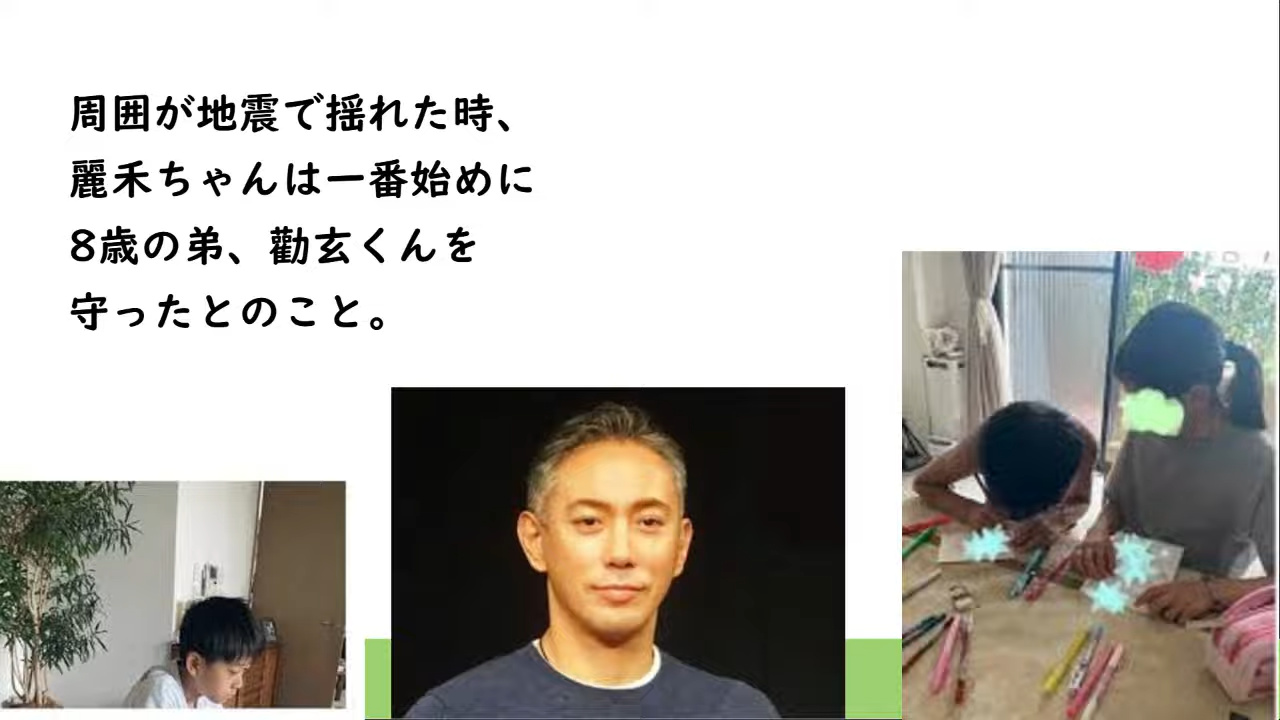 周囲が地震で揺れた時、
麗禾ちゃんは一番始めに
8歳の弟、勸玄くんを
守ったとのこと。